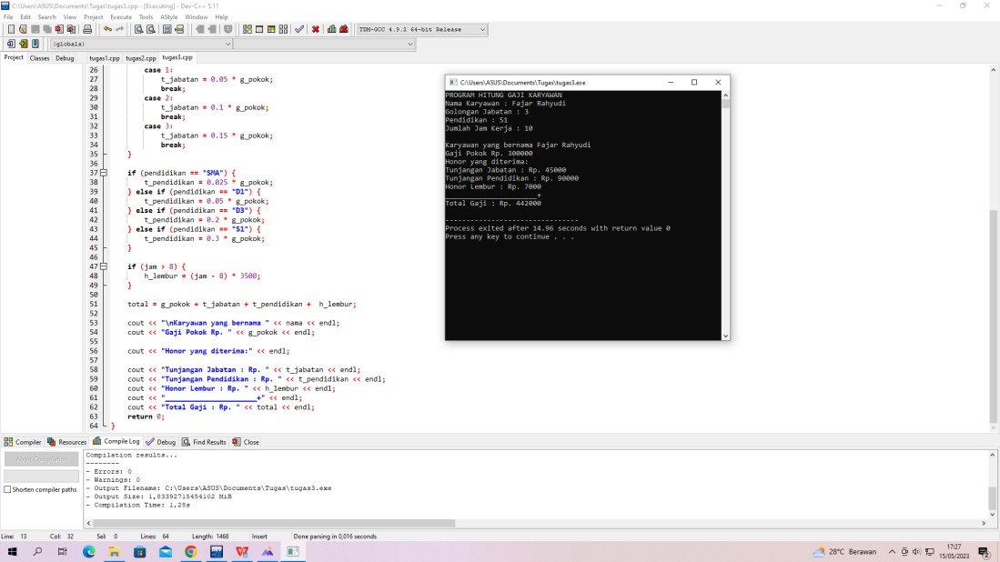 C:\Users\ASUS\Documents\Tugas\tugas3.cpp - [Executing] - Dev-C++ 5.11
File Edit Search View Project Execute Tools AStyle Window Help
TDM-GCC 4.9.2 64-bit Release
(globals)
Project Classes Debug
tugas1.cpp tugas2.cpp tugas3.cpp
26 case 1:
27 t_jabatan = 0.05 * g_pokok;
28 break;
29 case 2:
30 t_jabatan = 0.1 * g_pokok;
31 break;
32 case 3:
33 t_jabatan = 0.15 * g_pokok;
34 break;
35 }
36
37 if (pendidikan == "SMA") {
38 t_pendidikan = 0.025 * g_pokok;
39 } else if (pendidikan == "D1") {
40 t_pendidikan = 0.05 * g_pokok;
41 } else if (pendidikan == "D3") {
42 t_pendidikan = 0.2 * g_pokok;
43 } else if (pendidikan == "S1") {
44 t_pendidikan = 0.3 * g_pokok;
45 }
46
47 if (jam > 8) {
48 h_lembur = (jam - 8) * 3500;
49 }
50
51 total = g_pokok + t_jabatan + t_pendidikan + h_lembur;
52
53 cout << "\nKaryawan yang bernama " << nama << endl;
54 cout << "Gaji Pokok Rp. " << g_pokok << endl;
55
56 cout << "Honor yang diterima:" << endl;
57
58 cout << "Tunjangan Jabatan : Rp. " << t_jabatan << endl;
59 cout << "Tunjangan Pendidikan : Rp. " << t_pendidikan << endl;
60 cout << "Honor Lembur : Rp. " << h_lembur << endl;
61 cout << "______________________+" << endl;
62 cout << "Total Gaji : Rp. " << total << endl;
63 return 0;
64 }
C:\Users\ASUS\Documents\Tugas\tugas3.exe
PROGRAM HITUNG GAJI KARYAWAN
Nama Karyawan : Fajar Rahyudi
Golongan Jabatan : 3
Pendidikan : S1
Jumlah Jam Kerja : 10
Karyawan yang bernama Fajar Rahyudi
Gaji Pokok Rp. 300000
Honor yang diterima:
Tunjangan Jabatan : Rp. 45000
Tunjangan Pendidikan : Rp. 90000
Honor Lembur : Rp. 7000
______________________+
Total Gaji : Rp. 442000
--------------------------------
Process exited after 14.96 seconds with return value 0
Press any key to continue . . .
Compiler Resources Compile Log Debug Find Results Close
Abort Compilation
Shorten compiler paths
Compilation results...
--------
- Errors: 0
- Warnings: 0
- Output Filename: C:\Users\ASUS\Documents\Tugas\tugas3.exe
- Output Size: 1,83392715454102 MiB
- Compilation Time: 1,28s
Line: 13 Col: 32 Sel: 0 Lines: 64 Length: 1468 Insert Done parsing in 0,016 seconds
28°C Berawan
17:27
15/05/2023
2